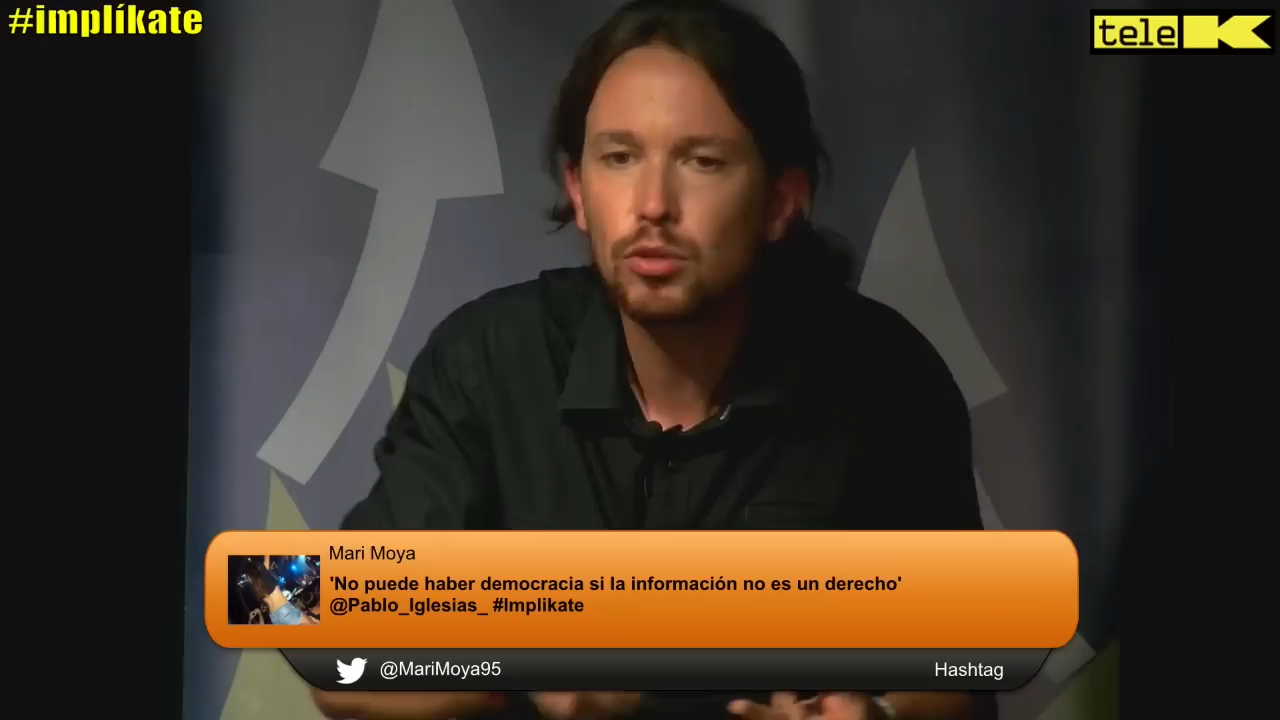 #implíkate
tele K
Mari Moya
'No puede haber democracia si la información no es un derecho'
@Pablo_Iglesias_ #Implikate
@MariMoya95
Hashtag